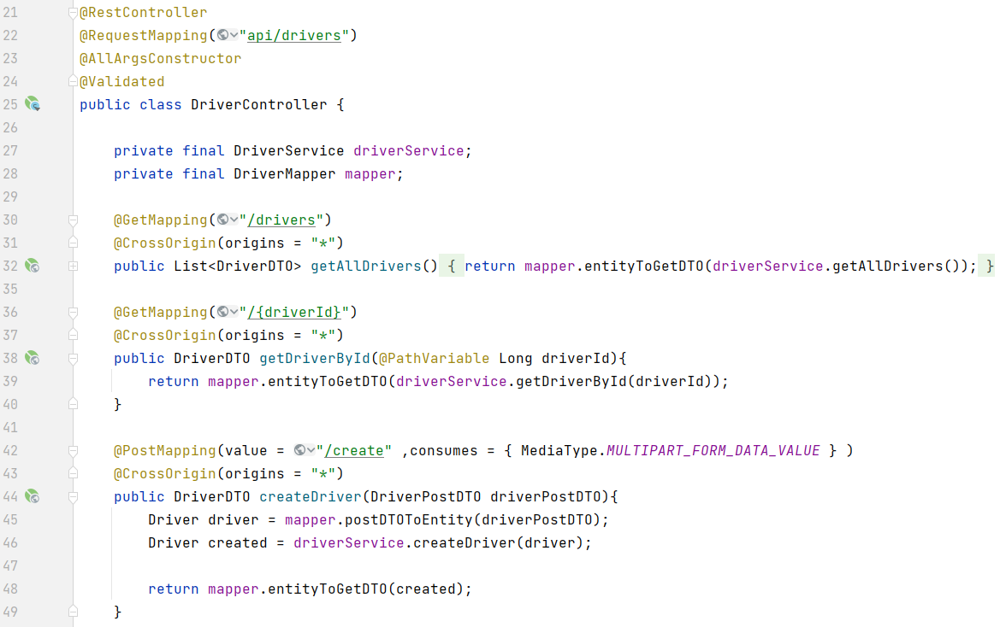 21 @RestController
22 @RequestMapping("api/drivers")
23 @AllArgsConstructor
24 @Validated
25 public class DriverController {
26
27     private final DriverService driverService;
28     private final DriverMapper mapper;
29
30     @GetMapping("/drivers")
31     @CrossOrigin(origins = "*")
32     public List<DriverDTO> getAllDrivers() { return mapper.entityToGetDTO(driverService.getAllDrivers()); }
35
36     @GetMapping("/{driverId}")
37     @CrossOrigin(origins = "*")
38     public DriverDTO getDriverById(@PathVariable Long driverId){
39         return mapper.entityToGetDTO(driverService.getDriverById(driverId));
40     }
41
42     @PostMapping(value = "/create" ,consumes = { MediaType.MULTIPART_FORM_DATA_VALUE } )
43     @CrossOrigin(origins = "*")
44     public DriverDTO createDriver(DriverPostDTO driverPostDTO){
45         Driver driver = mapper.postDTOToEntity(driverPostDTO);
46         Driver created = driverService.createDriver(driver);
47
48         return mapper.entityToGetDTO(created);
49     }